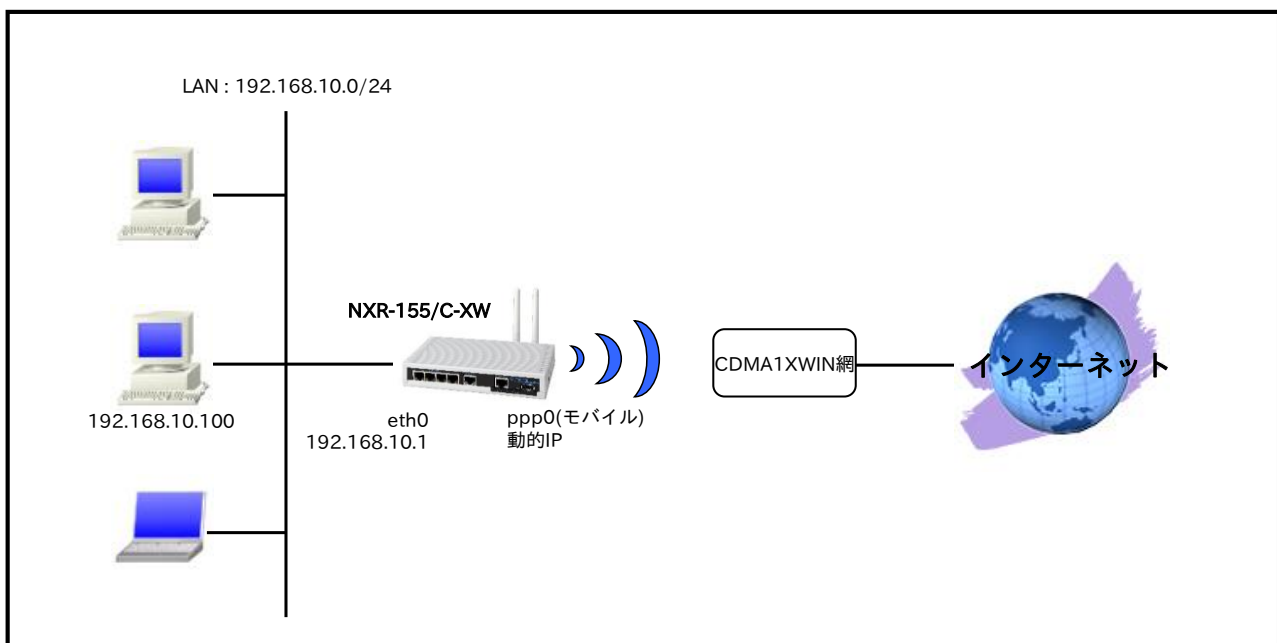 LAN : 192.168.10.0/24
NXR-155/C-XW
CDMA1XWIN網
インターネット
192.168.10.100
eth0
192.168.10.1
ppp0(モバイル)
動的IP